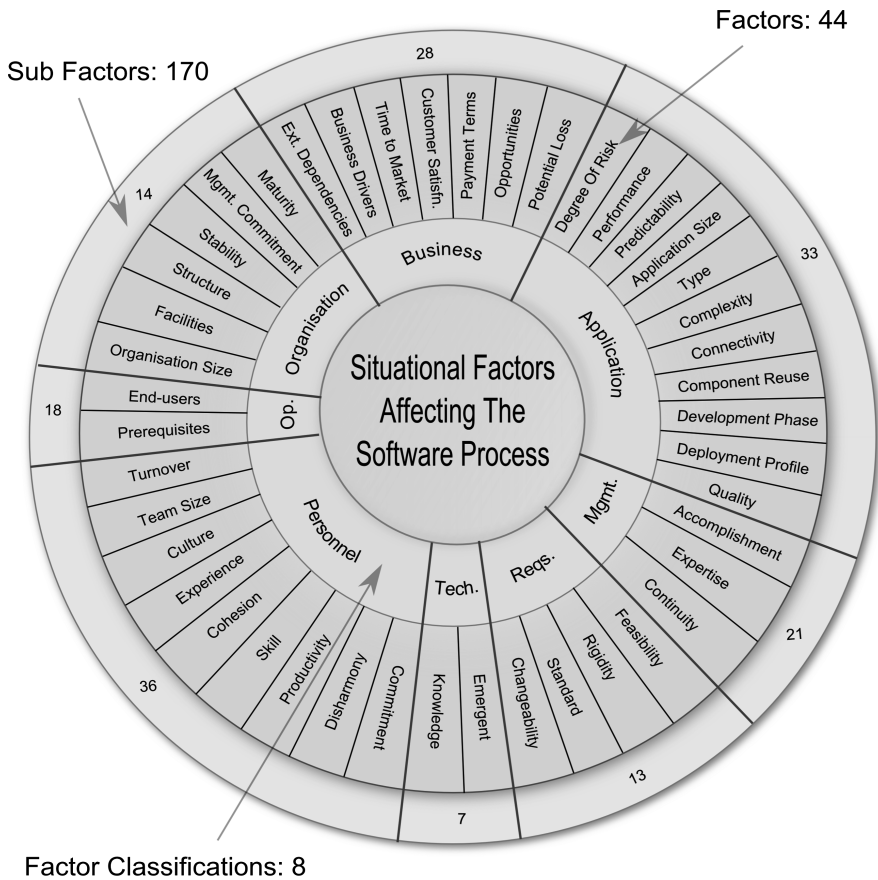 Factors: 44
Sub Factors: 170
28
33
21
13
7
36
18
14
Situational Factors
Affecting The
Software Process
Business
Application
Mgmt.
Reqs.
Tech.
Personnel
Op.
Organisation
Ext. Dependencies
Business Drivers
Time to Market
Customer Satisfn.
Payment Terms
Opportunities
Potential Loss
Degree Of Risk
Performance
Predictability
Application Size
Type
Complexity
Connectivity
Component Reuse
Development Phase
Deployment Profile
Quality
Accomplishment
Expertise
Continuity
Feasibility
Rigidity
Standard
Changeability
Emergent
Knowledge
Commitment
Disharmony
Productivity
Skill
Cohesion
Experience
Culture
Team Size
Turnover
Prerequisites
End-users
Organisation Size
Facilities
Structure
Stability
Mgmt. Commitment
Maturity
Factor Classifications: 8